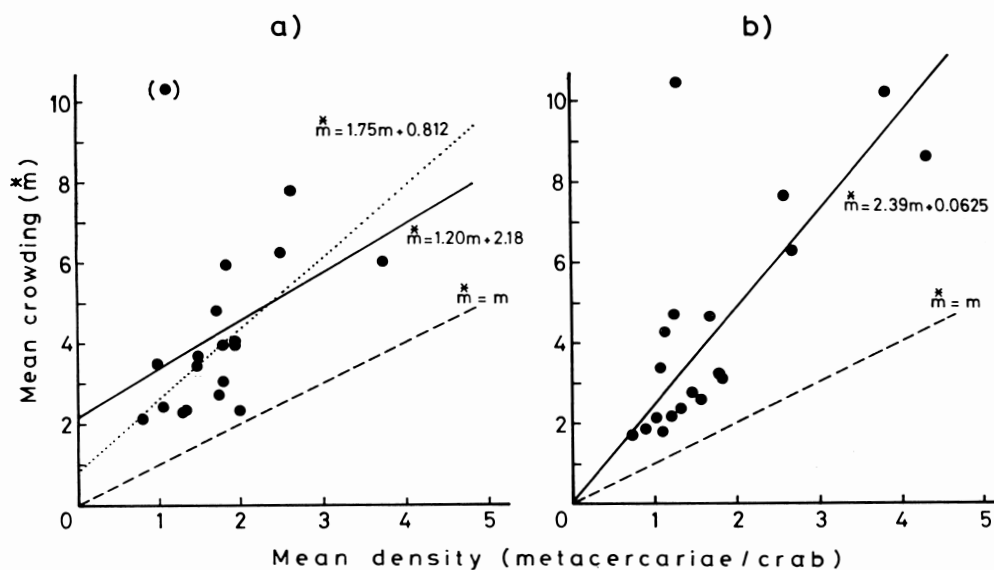 a)
b)
10
8
6
4
2
0
1
2
3
4
5
Mean crowding (m̽)
( )
m̽ = 1.75m + 0.812
m̽ = 1.20m + 2.18
m̽ = m
10
8
6
4
2
0
1
2
3
4
5
m̽ = 2.39m + 0.0625
m̽ = m
Mean density (metacercariae/crab)